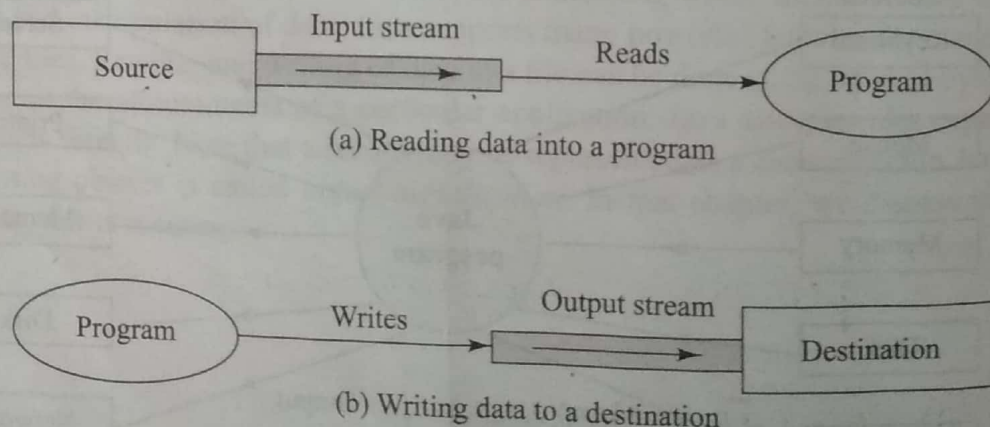 Input stream
Source
Reads
Program
(a) Reading data into a program
Program
Writes
Output stream
Destination
(b) Writing data to a destination